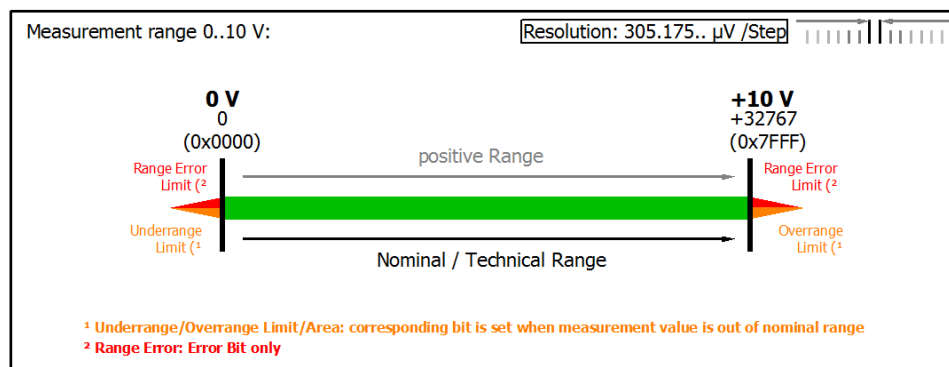 Measurement range 0..10 V:
Resolution: 305.175.. µV /Step
0 V
0
(0x0000)
+10 V
+32767
(0x7FFF)
positive Range
Range Error
Limit (²
Range Error
Limit (²
Underrange
Limit (¹
Overrange
Limit (¹
Nominal / Technical Range
¹ Underrange/Overrange Limit/Area: corresponding bit is set when measurement value is out of nominal range
² Range Error: Error Bit only